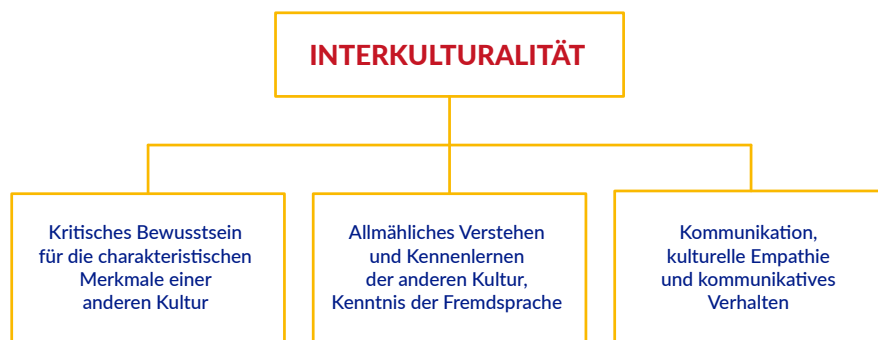 INTERKULTURALITÄT
Kritisches Bewusstsein
für die charakteristischen
Merkmale einer
anderen Kultur
Allmähliches Verstehen
und Kennenlernen
der anderen Kultur,
Kenntnis der Fremdsprache
Kommunikation,
kulturelle Empathie
und kommunikatives
Verhalten